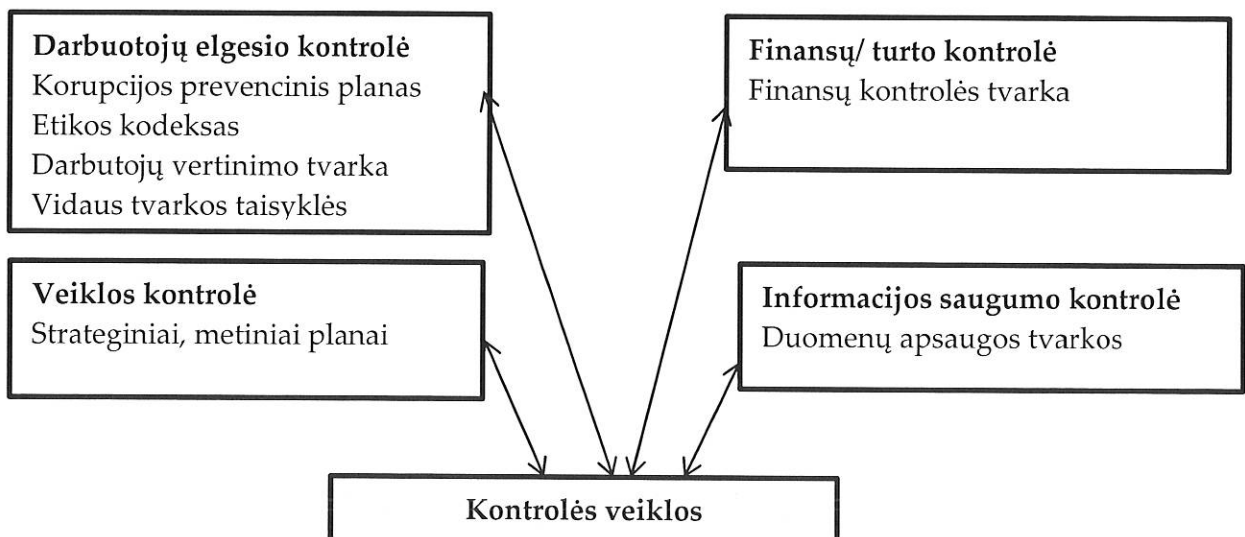 Darbuotojų elgesio kontrolė
Korupcijos prevencinis planas
Etikos kodeksas
Darbutojų vertinimo tvarka
Vidaus tvarkos taisyklės
Finansų/ turto kontrolė
Finansų kontrolės tvarka
Veiklos kontrolė
Strateginiai, metiniai planai
Informacijos saugumo kontrolė
Duomenų apsaugos tvarkos
Kontrolės veiklos